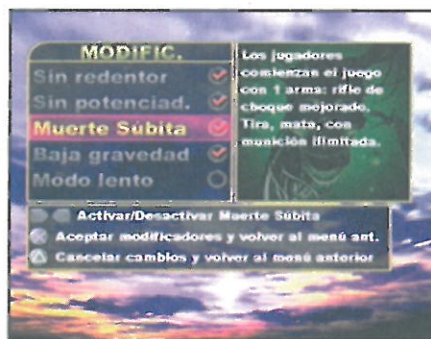 MODIFIC.
Sin redentor
Sin potenciad.
Muerte Súbita
Baja gravedad
Modo lento
Los jugadores
comienzan el juego
con 1 arma: rifle de
choque mejorado.
Tira, mata, con
munición ilimitada.
Activar/Desactivar Muerte Súbita
Aceptar modificadores y volver al menú ant.
Cancelar cambios y volver al menú anterior